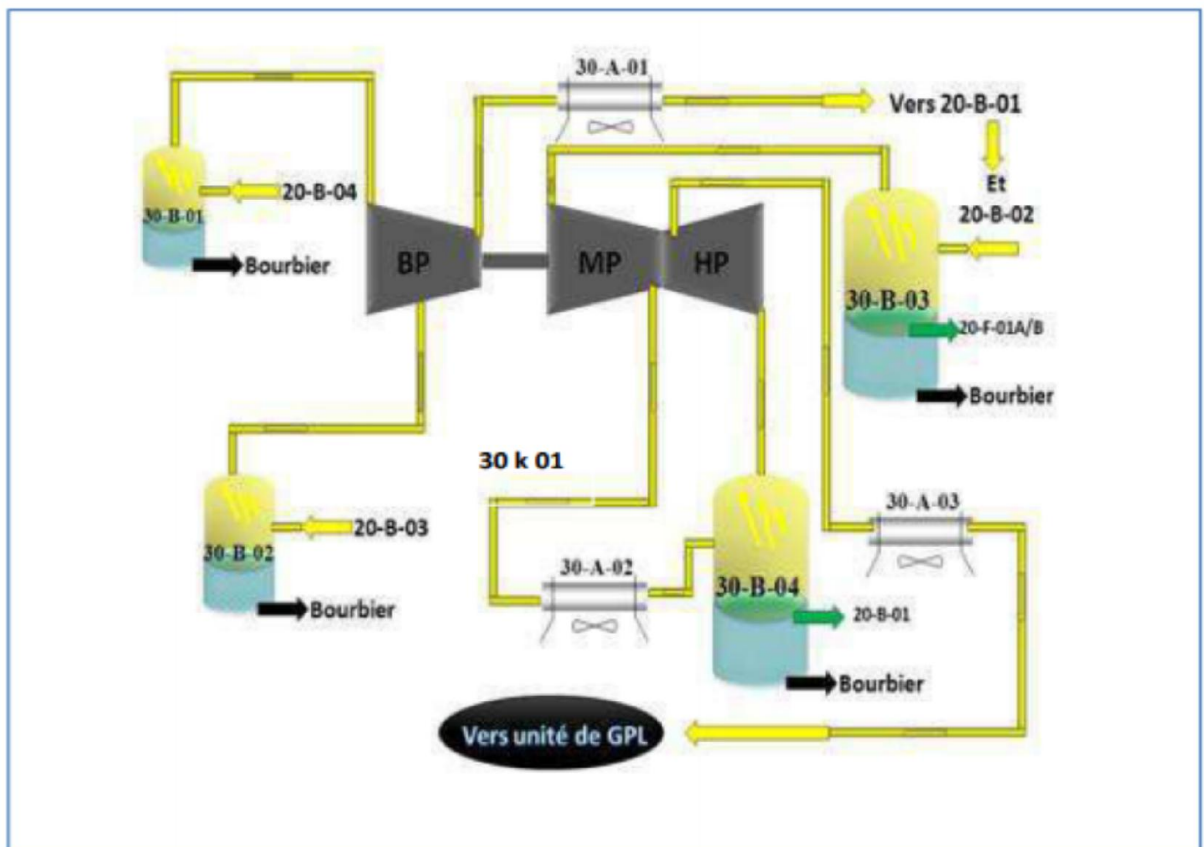 30-A-01
Vers 20-B-01
20-B-04
30-B-01
Et
20-B-02
Bourbier
BP
MP
HP
30-B-03
20-F-01A/B
Bourbier
30 k 01
30-A-03
20-B-03
30-B-02
30-A-02
30-B-04
Bourbier
20-B-01
Bourbier
Vers unité de GPL